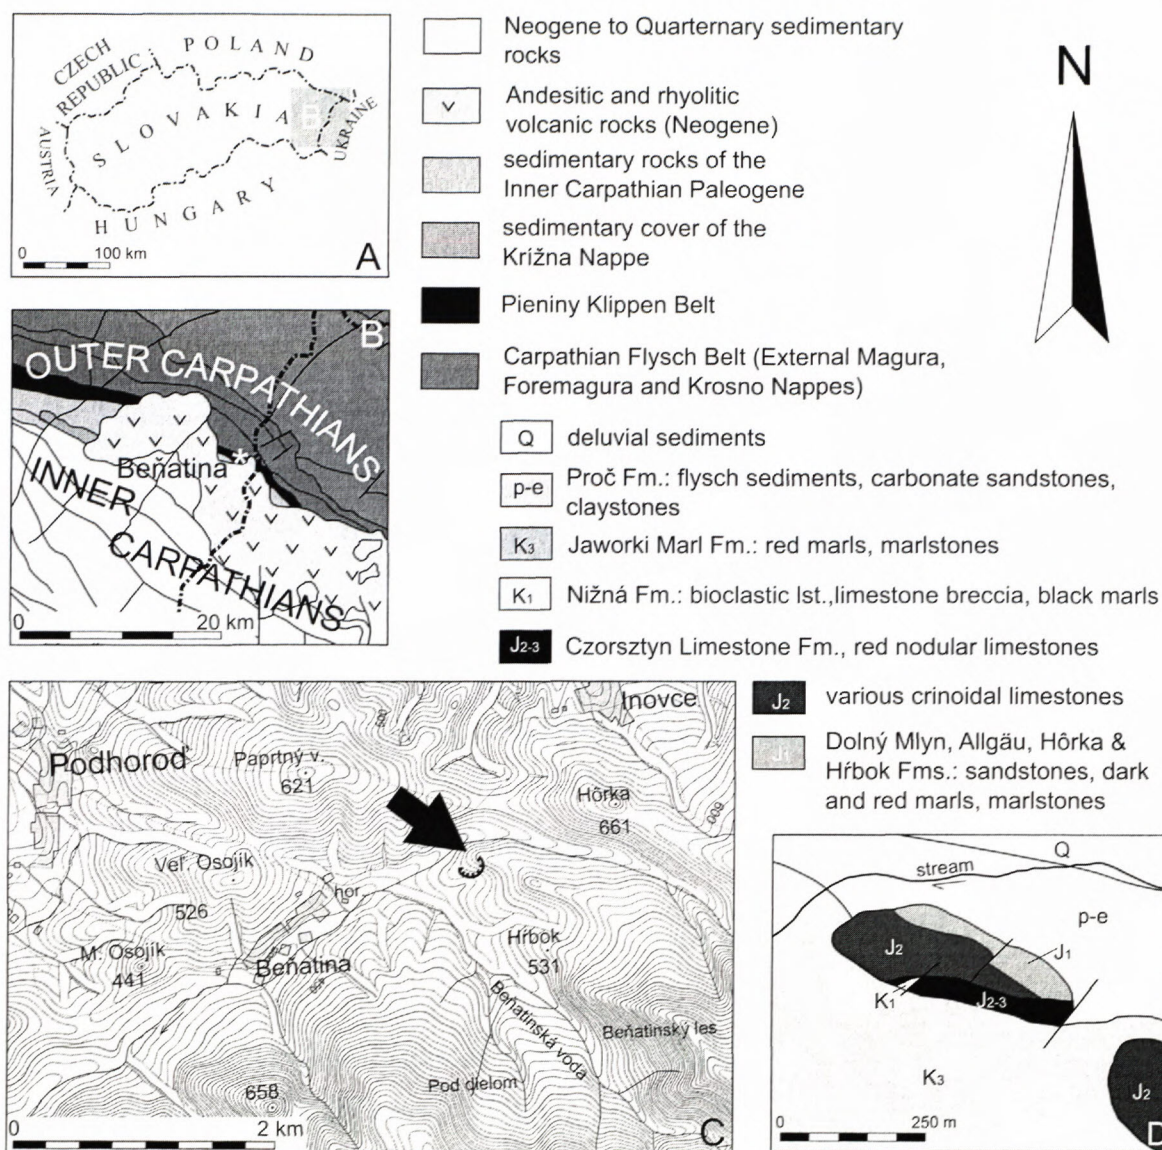 CZECH
REPUBLIC
POLAND
SLOVAKIA
B
UKRAINE
AUSTRIA
HUNGARY
0 100 km
A
Neogene to Quarternary sedimentary
rocks
v
Andesitic and rhyolitic
volcanic rocks (Neogene)
sedimentary rocks of the
Inner Carpathian Paleogene
sedimentary cover of the
Krížna Nappe
Pieniny Klippen Belt
Carpathian Flysch Belt (External Magura,
Foremagura and Krosno Nappes)
N
B
OUTER CARPATHIANS
Beňatina *
INNER
CARPATHIANS
0 20 km
Q deluvial sediments
p-e Proč Fm.: flysch sediments, carbonate sandstones,
claystones
K3 Jaworki Marl Fm.: red marls, marlstones
K1 Nižná Fm.: bioclastic lst.,limestone breccia, black marls
J2-3 Czorsztyn Limestone Fm., red nodular limestones
J2 various crinoidal limestones
J1 Dolný Mlyn, Allgäu, Hôrka &
Hŕbok Fms.: sandstones, dark
and red marls, marlstones
Inovce
Podhoroď
Paprtný v.
621
Hôrka
661
600
Veľ. Osojik
526
hor.
M. Osojik
441
Beňatina
Hŕbok
531
Beňatinská voda
Beňatinský les
Pod dielom
658
0 2 km
C
Q
stream
p-e
J2
J1
K1
J2-3
K3
J2
0 250 m
D